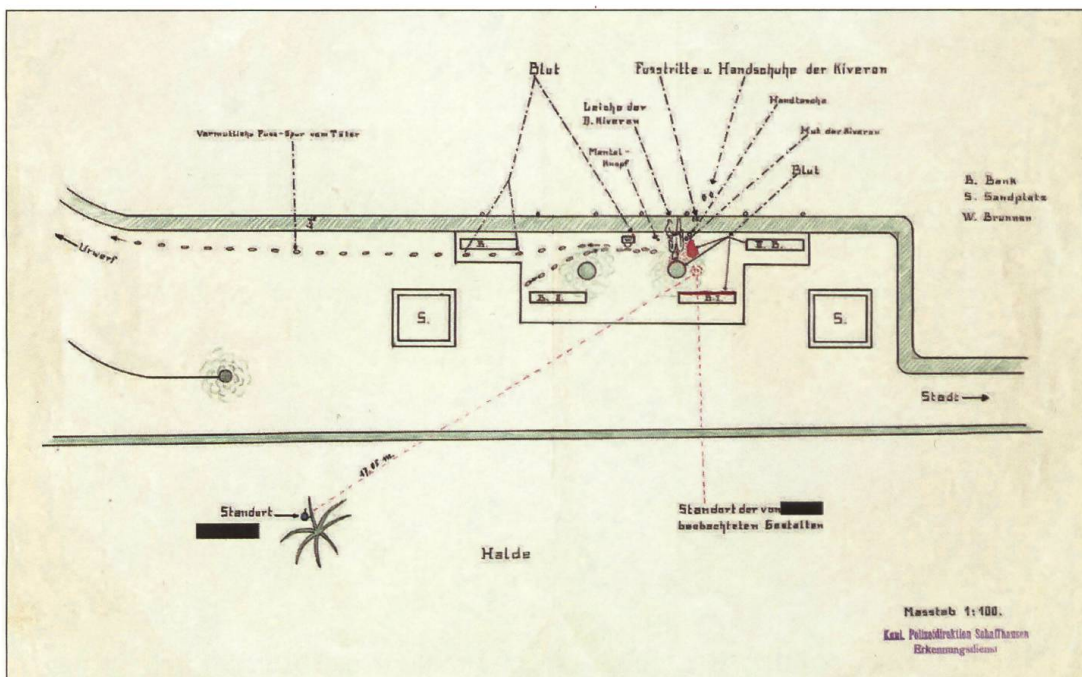 Blut
Fusstritte u. Handschuhe der Kiveron
Leiche der
B. Kiveron
Handtasche
Vermutliche Fuss-Spur vom Täter
Mantel-
Knopf
Hut der Kiveron
Blut
B. Bank
S. Sandplatz
W. Brunnen
Urwerf
B.
B.
B. I.
S.
S.
Stadt
17.05 m.
Standort
Standort der von
beobachteten Gestalten
Halde
Masstab 1:100.
Kant. Polizeidirektion Schaffhausen
Erkennungsdienst